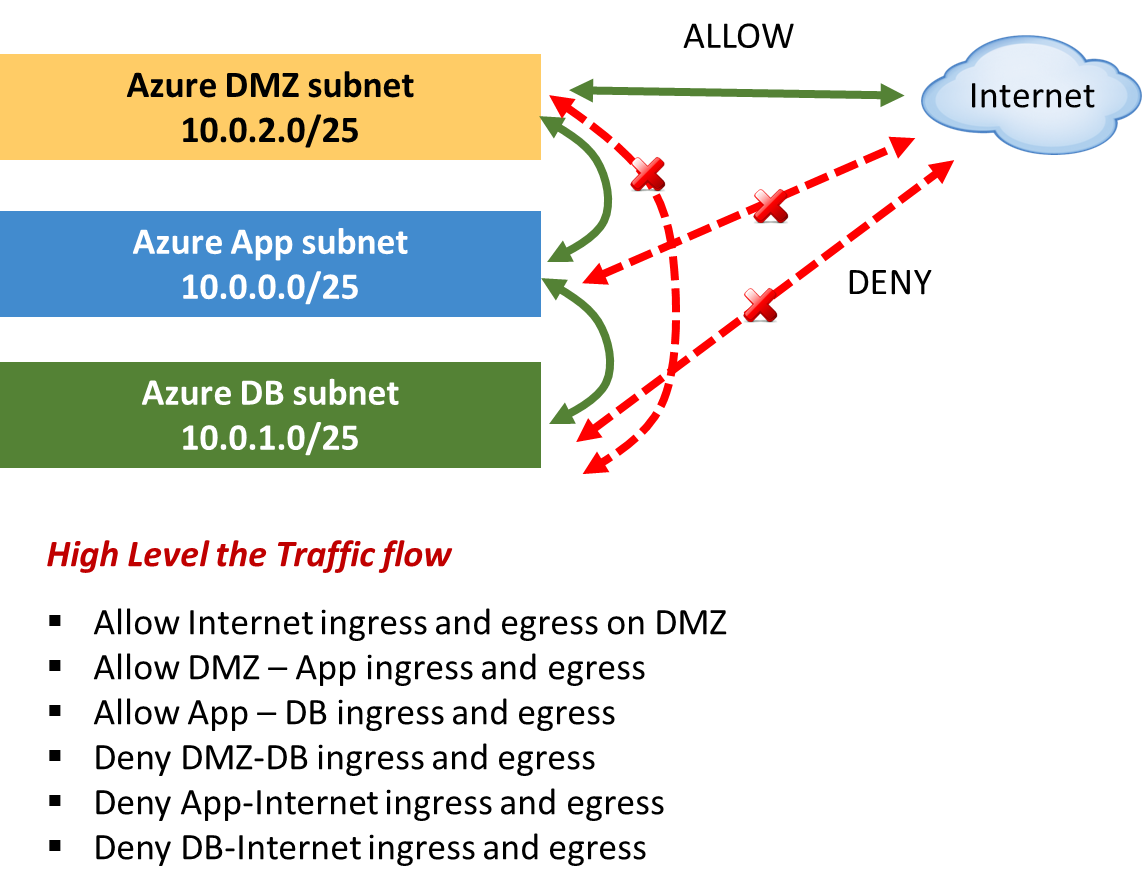 ALLOW
Azure DMZ subnet
10.0.2.0/25
Internet
Azure App subnet
10.0.0.0/25
DENY
Azure DB subnet
10.0.1.0/25
High Level the Traffic flow
▪ Allow Internet ingress and egress on DMZ
▪ Allow DMZ – App ingress and egress
▪ Allow App – DB ingress and egress
▪ Deny DMZ-DB ingress and egress
▪ Deny App-Internet ingress and egress
▪ Deny DB-Internet ingress and egress